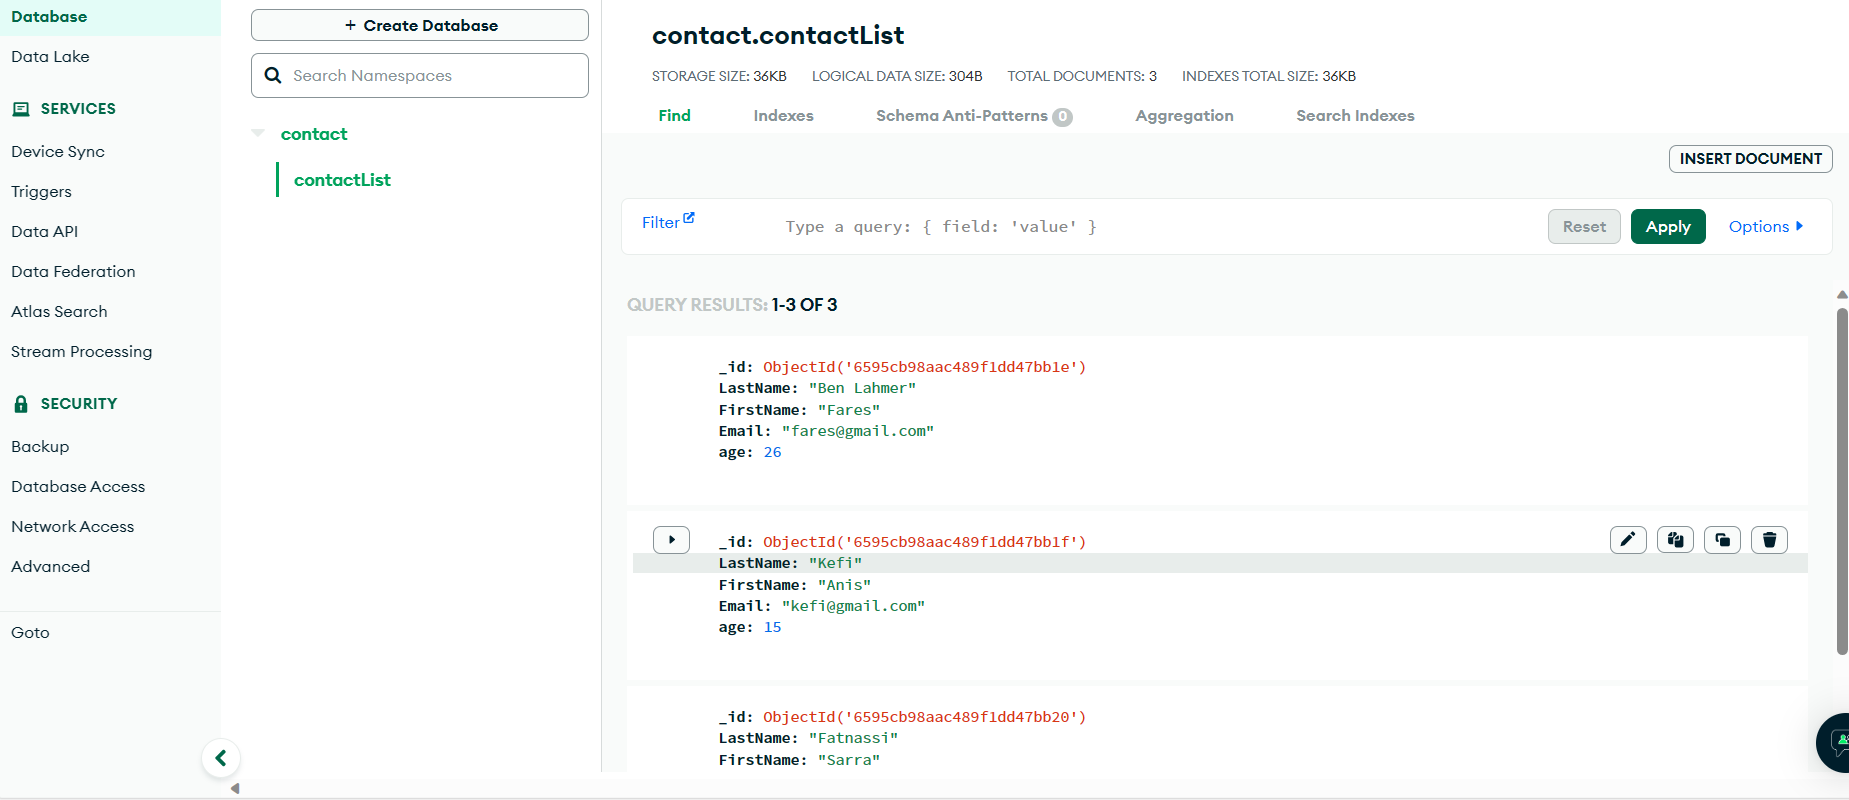 Database
Data Lake
SERVICES
Device Sync
Triggers
Data API
Data Federation
Atlas Search
Stream Processing
SECURITY
Backup
Database Access
Network Access
Advanced
Goto
+ Create Database
Search Namespaces
contact
contactList
contact.contactList
STORAGE SIZE: 36KB LOGICAL DATA SIZE: 304B TOTAL DOCUMENTS: 3 INDEXES TOTAL SIZE: 36KB
Find Indexes Schema Anti-Patterns 0 Aggregation Search Indexes
INSERT DOCUMENT
Filter Type a query: { field: 'value' } Reset Apply Options
QUERY RESULTS: 1-3 OF 3
_id: ObjectId('6595cb98aac489f1dd47bb1e')
LastName: "Ben Lahmer"
FirstName: "Fares"
Email: "fares@gmail.com"
age: 26
_id: ObjectId('6595cb98aac489f1dd47bb1f')
LastName: "Kefi"
FirstName: "Anis"
Email: "kefi@gmail.com"
age: 15
_id: ObjectId('6595cb98aac489f1dd47bb20')
LastName: "Fatnassi"
FirstName: "Sarra"